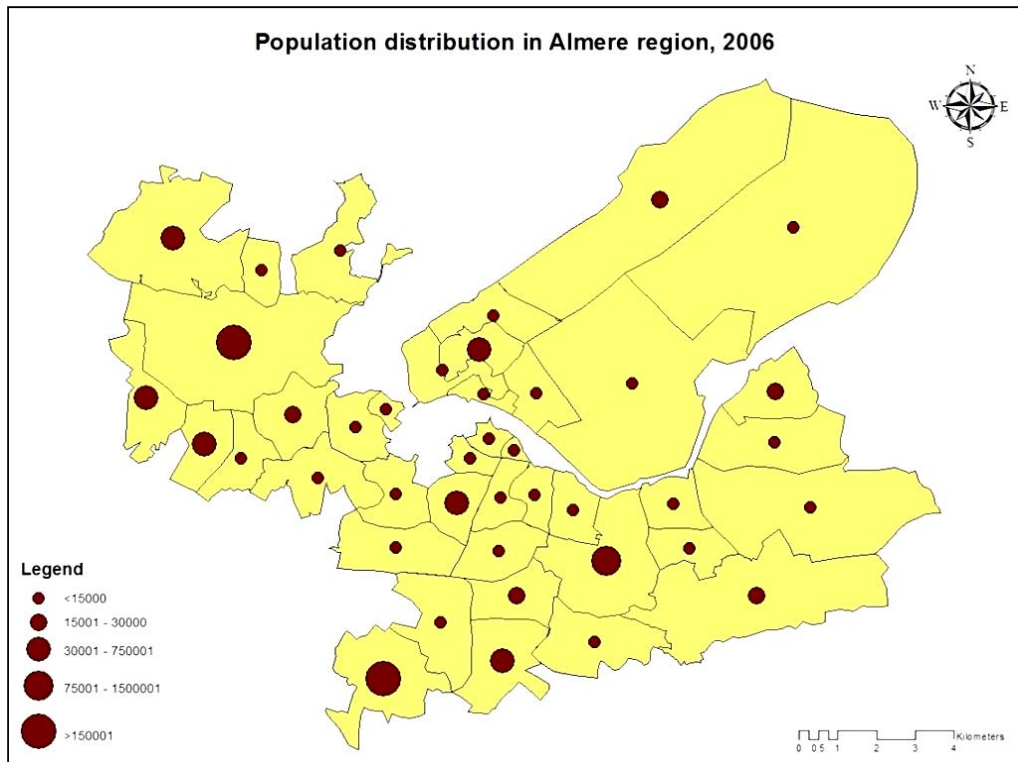 Population distribution in Almere region, 2006
N
W E
S
Legend
<15000
15001 - 30000
30001 - 750001
75001 - 1500001
>150001
Kilometers
0 0.5 1 2 3 4